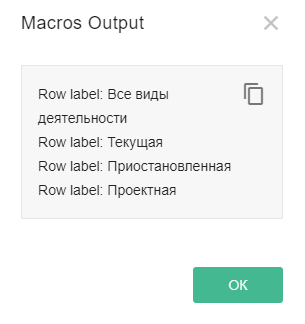 Macros Output
Row label: Все виды
деятельности
Row label: Текущая
Row label: Приостановленная
Row label: Проектная
OK